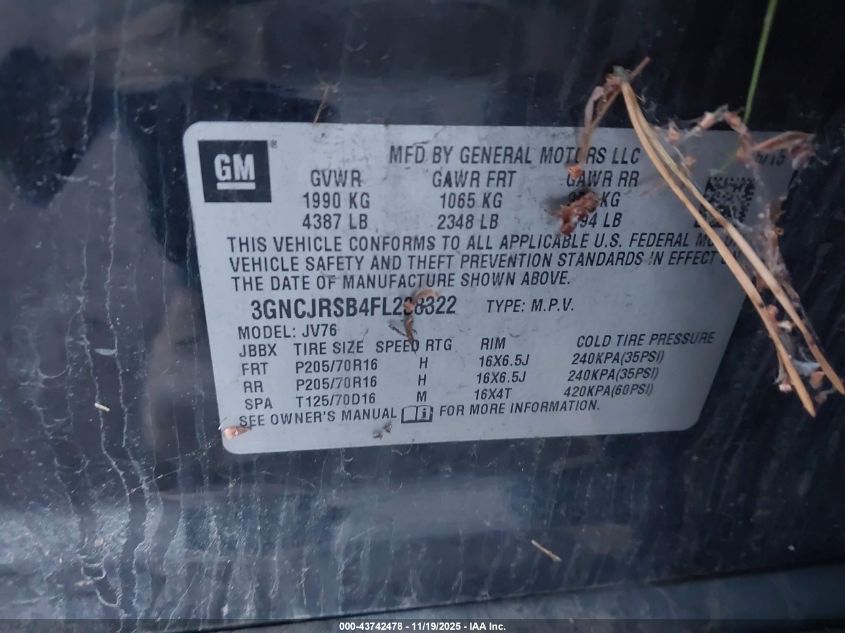 GM ®
MFD BY GENERAL MOTORS LLC
GVWR GAWR FRT GAWR RR
1990 KG 1065 KG KG
4387 LB 2348 LB LB
THIS VEHICLE CONFORMS TO ALL APPLICABLE U.S. FEDERAL
VEHICLE SAFETY AND THEFT PREVENTION STANDARDS IN EFFECT
THE DATE OF MANUFACTURE SHOWN ABOVE.
TYPE: M.P.V.
MODEL: JV76
JBBX TIRE SIZE SPEED RTG RIM COLD TIRE PRESSURE
FRT P205/70R16 H 16X6.5J 240KPA(35PSI)
RR P205/70R16 H 16X6.5J 240KPA(35PSI)
SPA T125/70D16 M 16X4T 420KPA(60PSI)
SEE OWNER'S MANUAL FOR MORE INFORMATION.
000-43742478 - 11/19/2025 - IAA Inc.